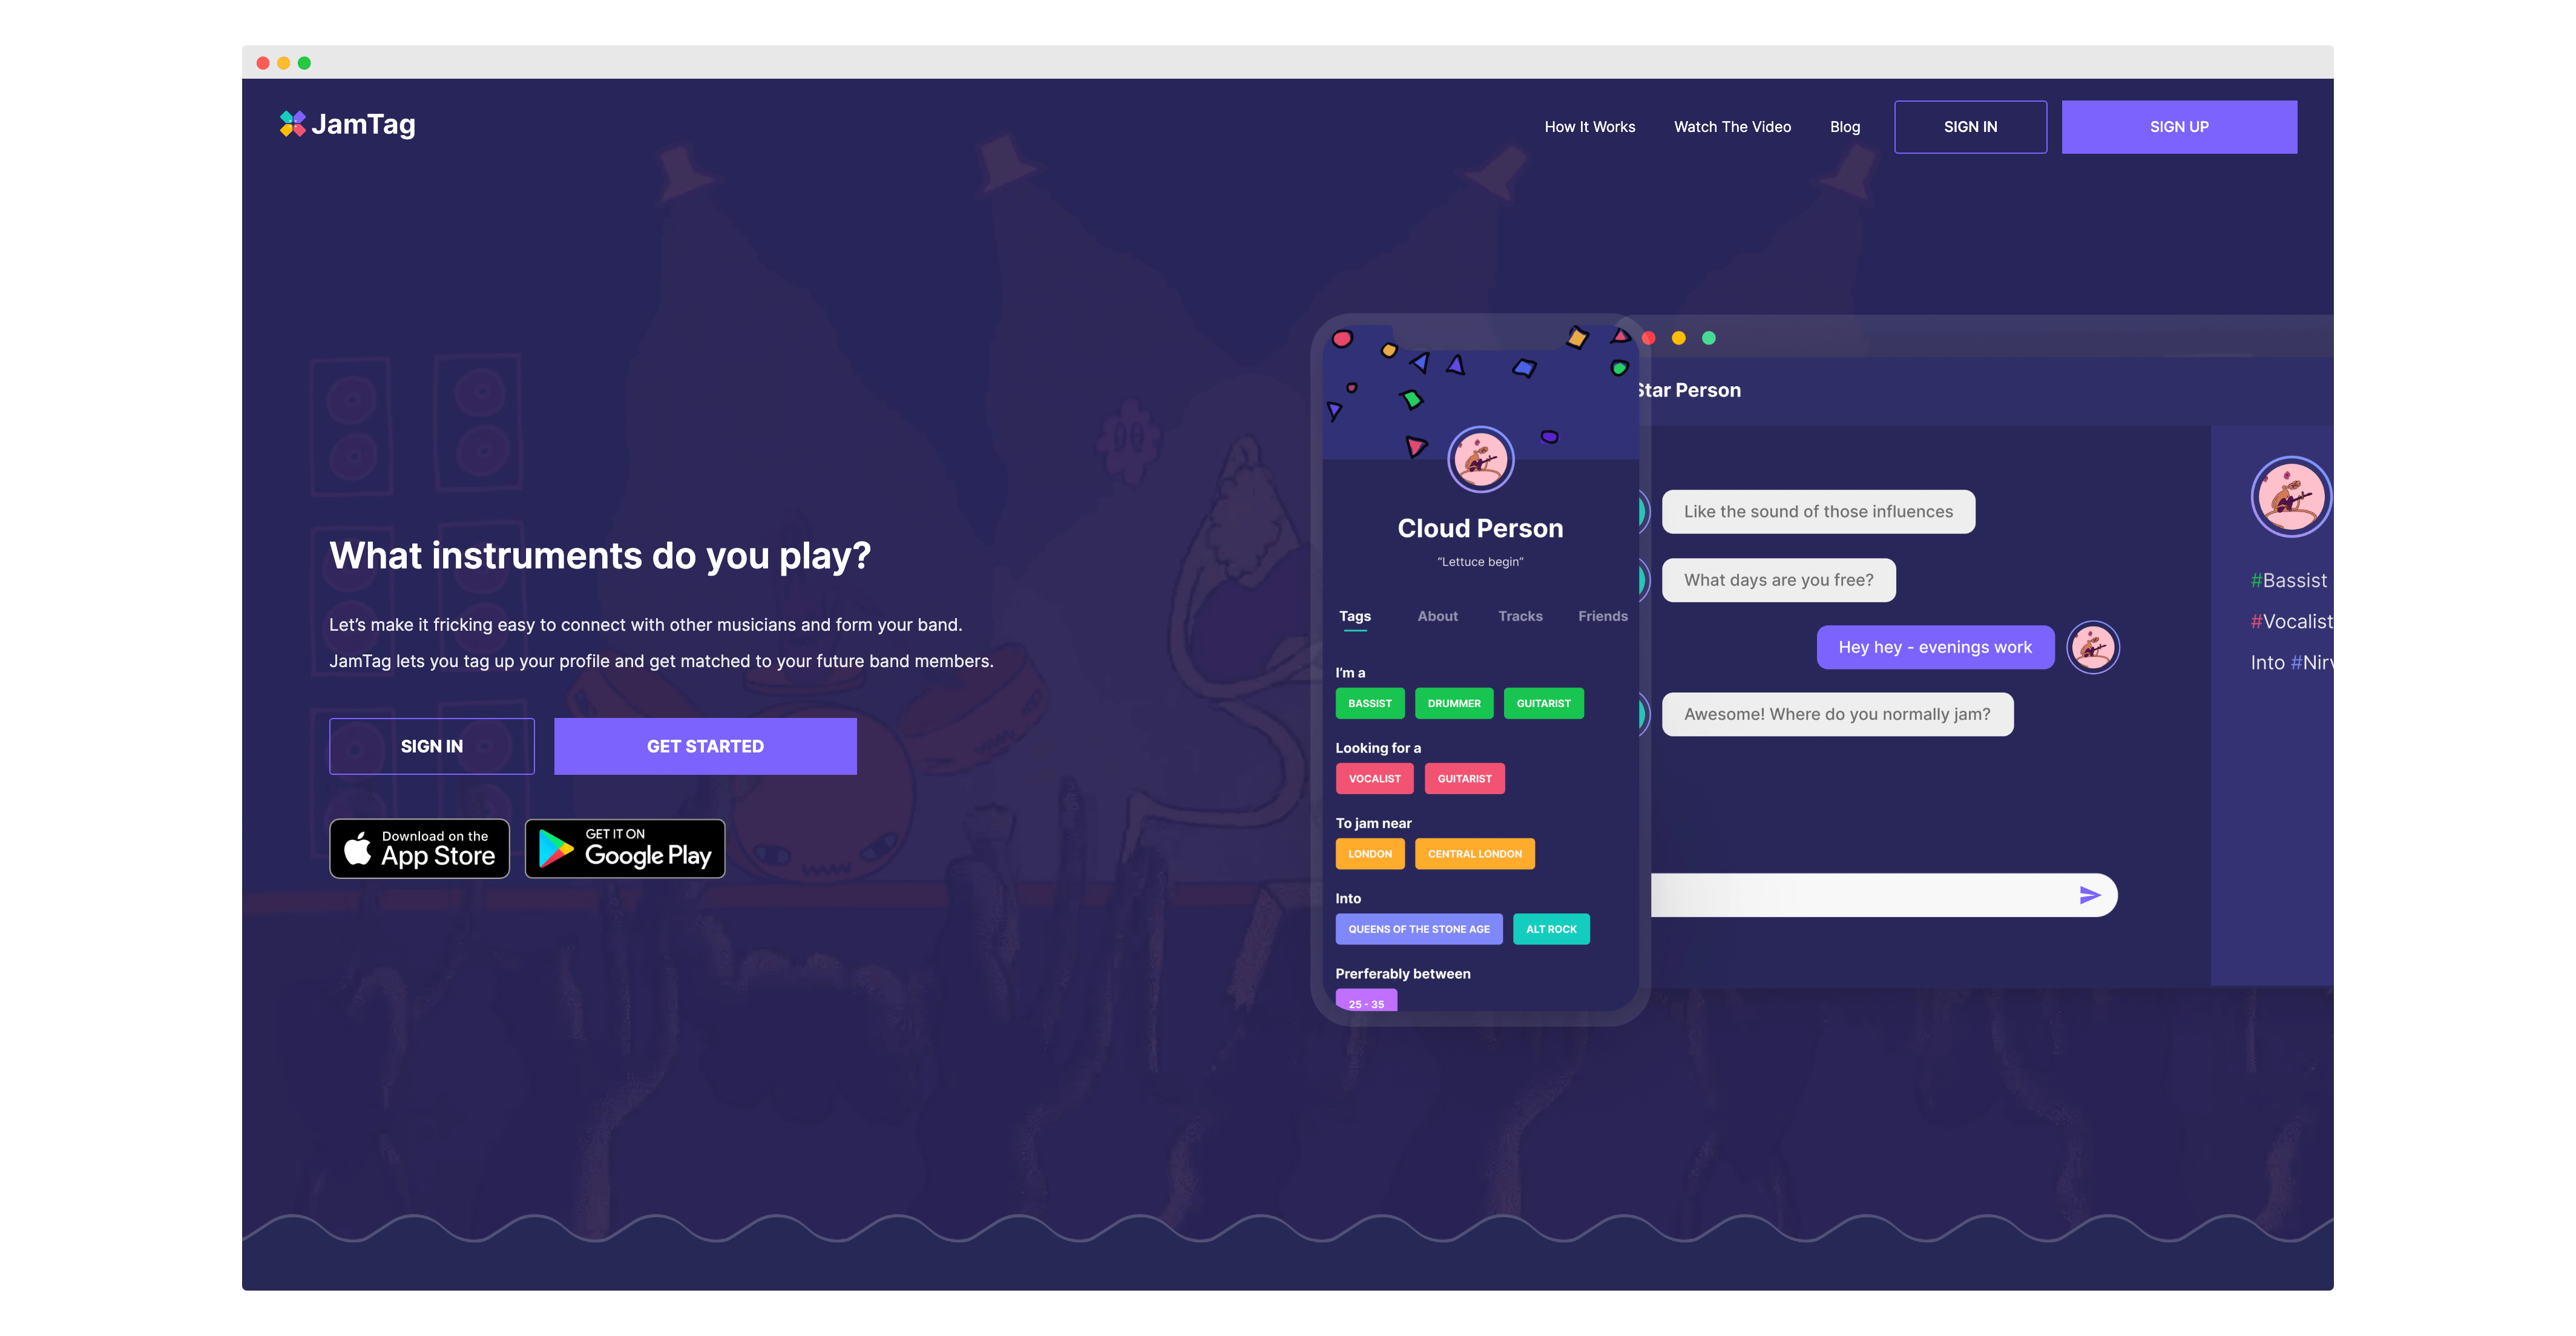 JamTag
How It Works
Watch The Video
Blog
SIGN IN
SIGN UP
What instruments do you play?
Let’s make it fricking easy to connect with other musicians and form your band.
JamTag lets you tag up your profile and get matched to your future band members.
SIGN IN
GET STARTED
Download on the
App Store
GET IT ON
Google Play
Cloud Person
“Lettuce begin”
Tags About Tracks Friends
I’m a
BASSIST DRUMMER GUITARIST
Looking for a
VOCALIST GUITARIST
To jam near
LONDON CENTRAL LONDON
Into
QUEENS OF THE STONE AGE ALT ROCK
Prerferably between
25 - 35
Star Person
Like the sound of those influences
What days are you free?
Hey hey - evenings work
Awesome! Where do you normally jam?
#Bassist
#Vocalist
Into #Nirv